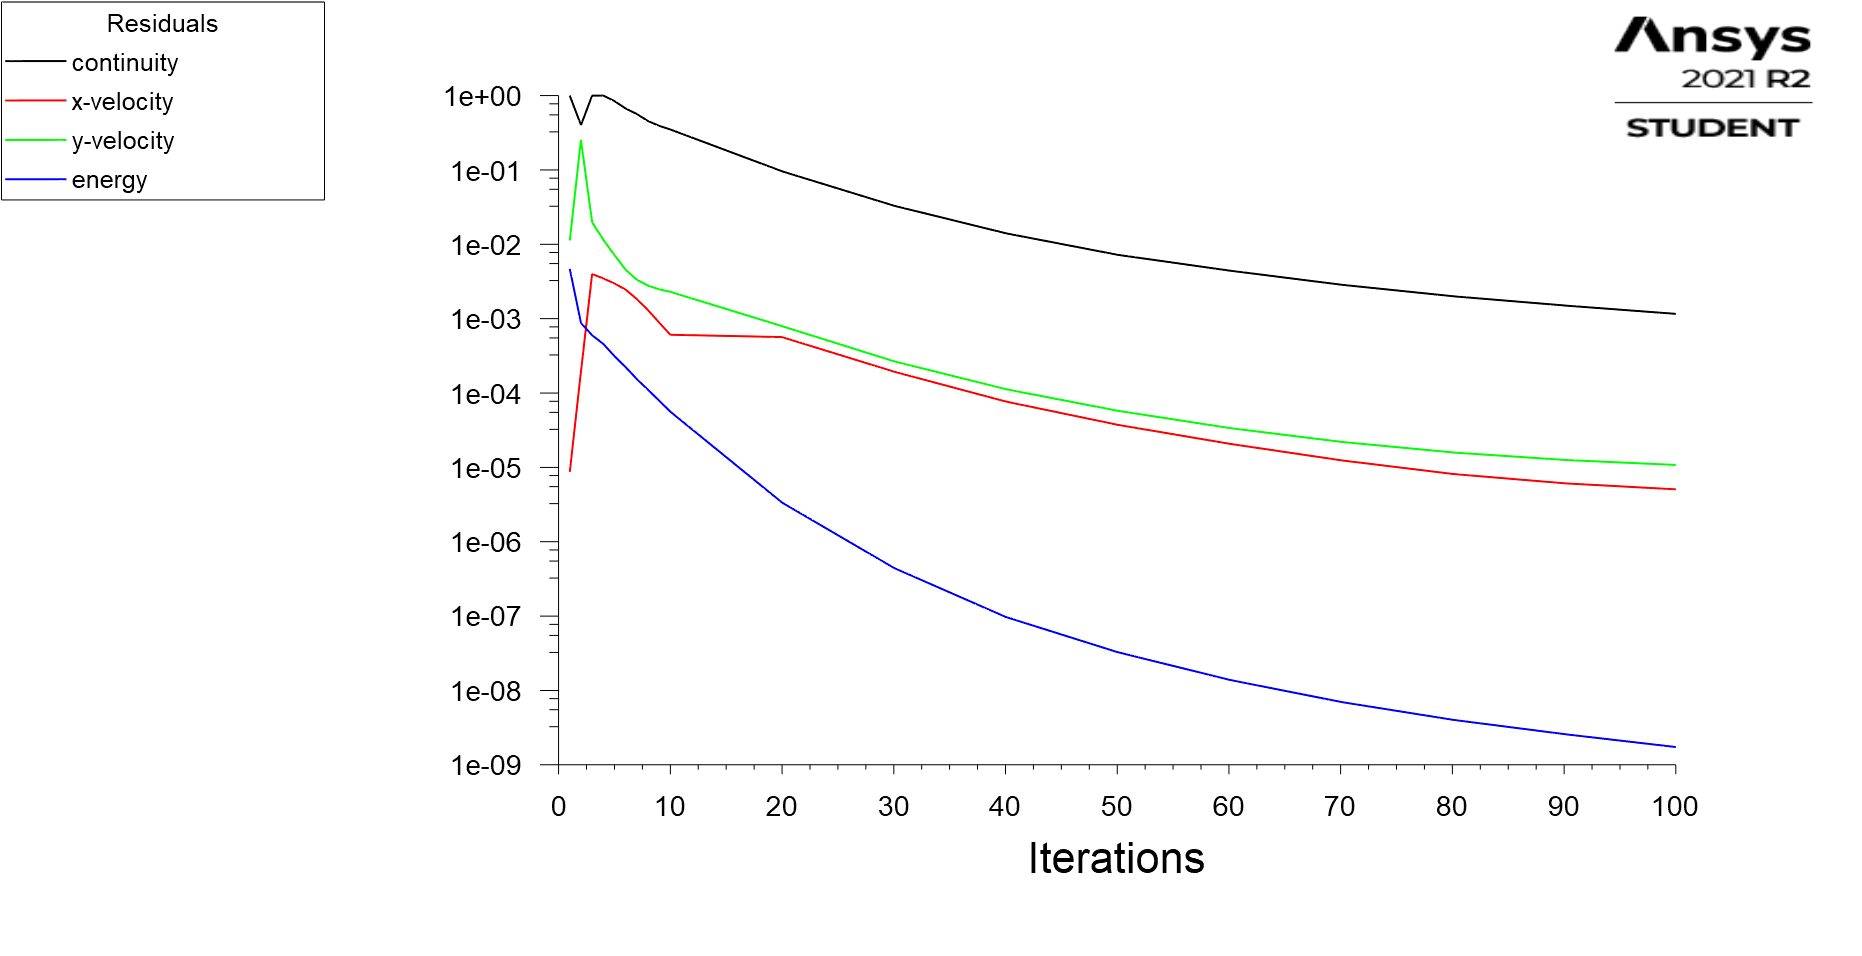 Residuals
continuity
x-velocity
y-velocity
energy
Ansys
2021 R2
STUDENT
1e+00
1e-01
1e-02
1e-03
1e-04
1e-05
1e-06
1e-07
1e-08
1e-09
0 10 20 30 40 50 60 70 80 90 100
Iterations